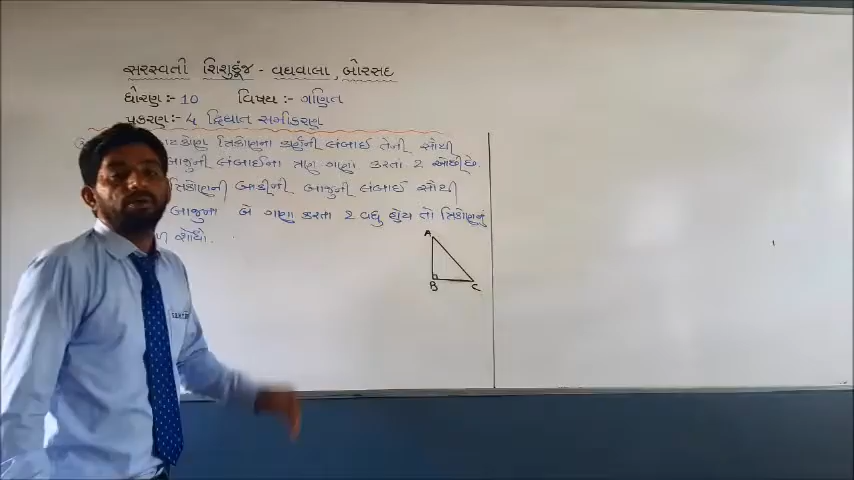 સરસ્વતી શિશુકુંજ - વઘવાલા, બોરસદ
ધોરણ :- 10 વિષય :- ગણિત
પ્રકરણ :- 4 દ્વિઘાત સમીકરણ
ત્રિકોણના કર્ણની લંબાઈ તેની સૌથી
બાજુની લંબાઈના ત્રણ ગણા કરતાં 2 ઓછી છે.
ત્રિકોણની બાકીની બાજુની લંબાઈ સૌથી
બાજુના બે ગણા કરતા 2 વધુ હોય તો ત્રિકોણનું
શોધો.
A
B C